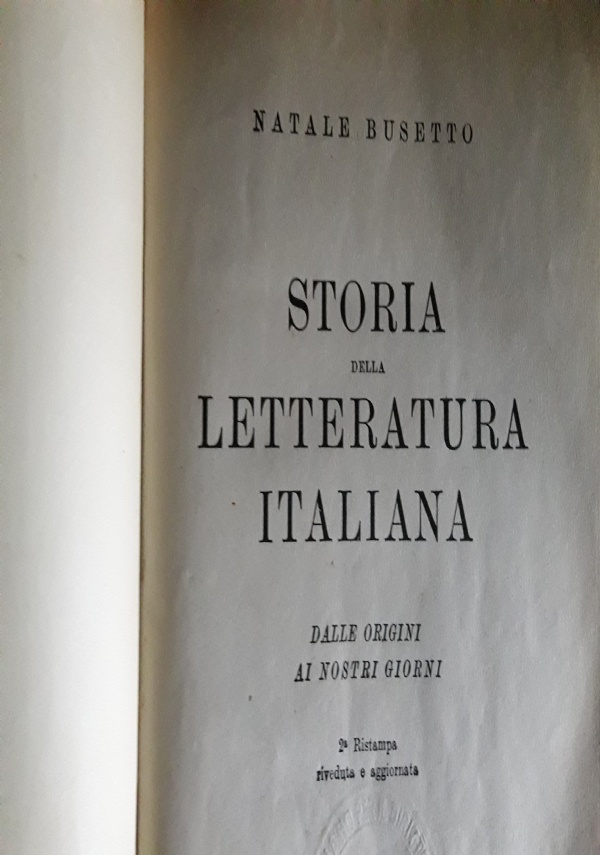 NATALE BUSETTO
STORIA
DELLA
LETTERATURA
ITALIANA
DALLE ORIGINI
AI NOSTRI GIORNI
2ª Ristampa
riveduta e aggiornata